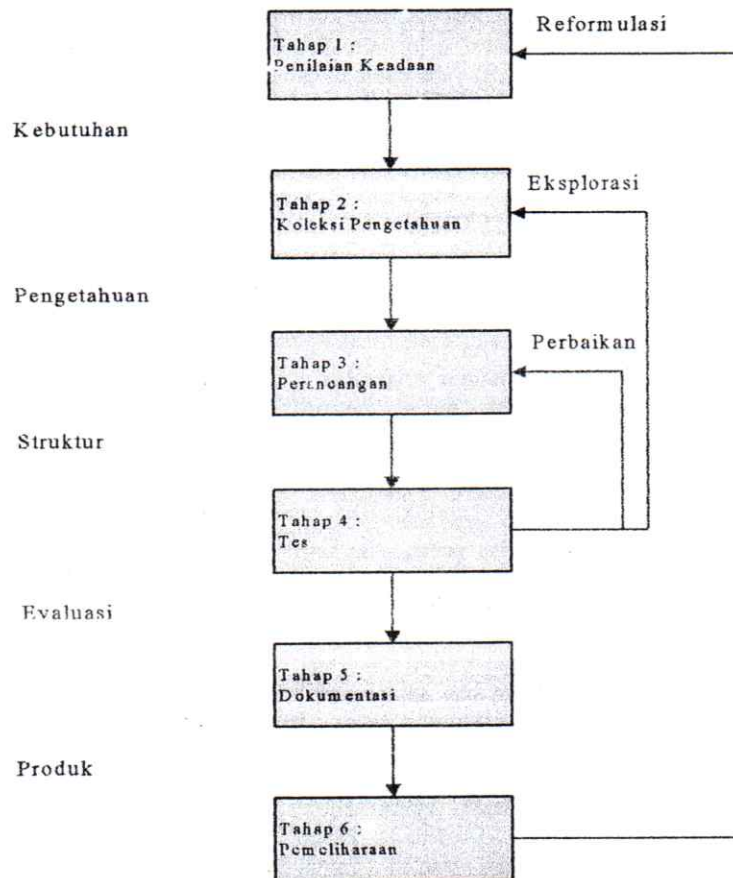 Reformulasi
Tahap 1 :
Penilaian Keadaan
Kebutuhan
Eksplorasi
Tahap 2 :
Koleksi Pengetahuan
Pengetahuan
Perbaikan
Tahap 3 :
Perancangan
Struktur
Tahap 4 :
Tes
Evaluasi
Tahap 5 :
Dokumentasi
Produk
Tahap 6 :
Pemeliharaan